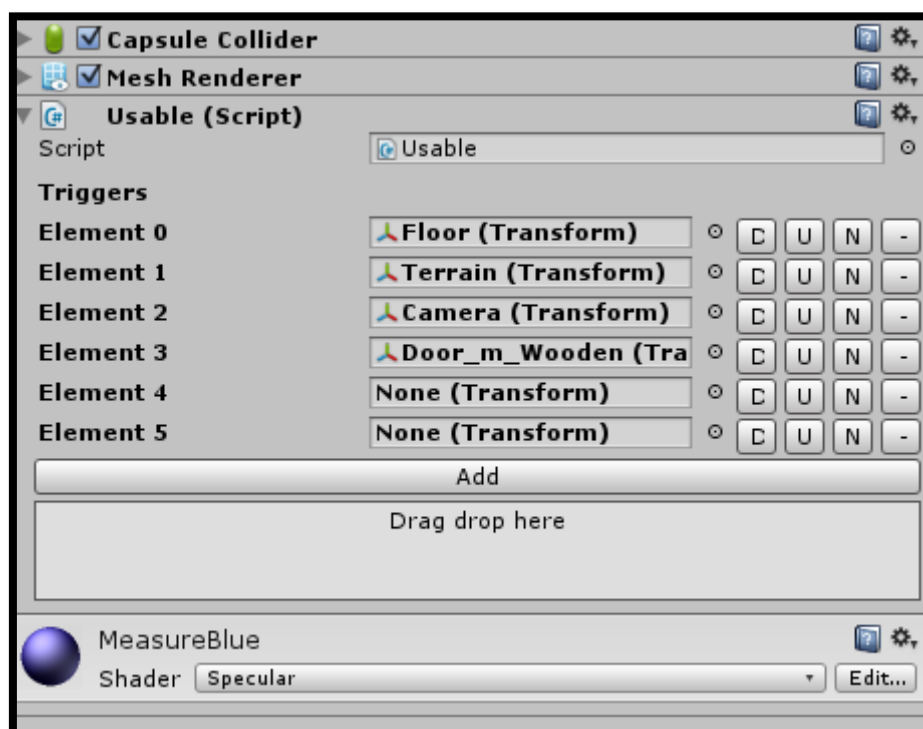 Capsule Collider
Mesh Renderer
Usable (Script)
Script Usable
Triggers
Element 0 Floor (Transform) D U N -
Element 1 Terrain (Transform) D U N -
Element 2 Camera (Transform) D U N -
Element 3 Door_m_Wooden (Tra D U N -
Element 4 None (Transform) D U N -
Element 5 None (Transform) D U N -
Add
Drag drop here
MeasureBlue
Shader Specular Edit...